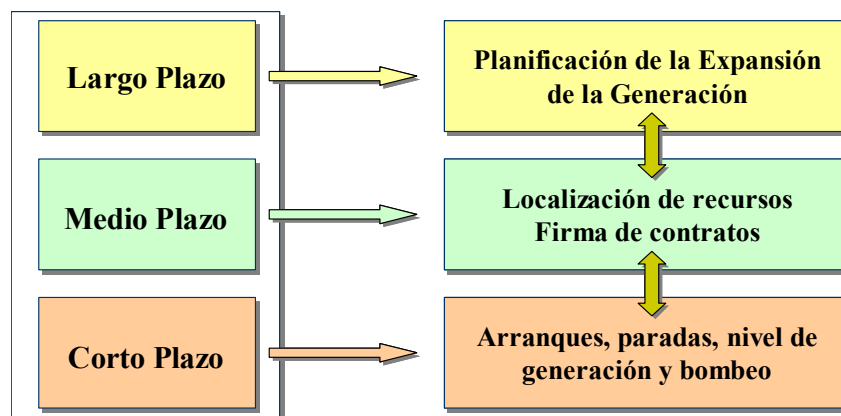 Largo Plazo
Planificación de la Expansión
de la Generación
Medio Plazo
Localización de recursos
Firma de contratos
Corto Plazo
Arranques, paradas, nivel de
generación y bombeo